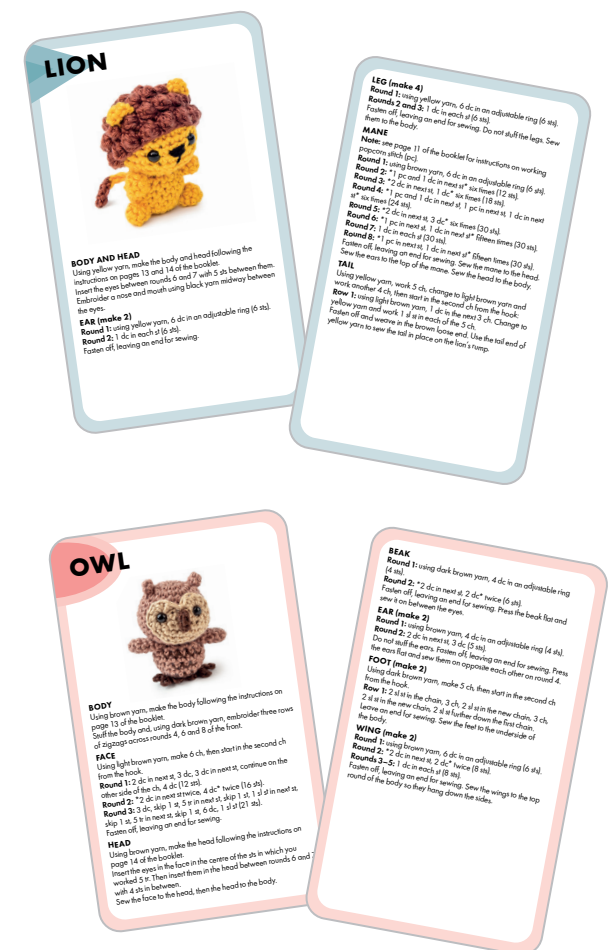 LION
BODY AND HEAD
Using yellow yarn, make the body and head following the
instructions on pages 13 and 14 of the booklet.
Insert the eyes between rounds 6 and 7 with 5 sts between them.
Embroider a nose and mouth using black yarn midway between
the eyes.
EAR (make 2)
Round 1: using yellow yarn, 6 dc in an adjustable ring (6 sts).
Round 2: 1 dc in each st (6 sts).
Fasten off, leaving an end for sewing.
LEG (make 4)
Round 1: using yellow yarn, 6 dc in an adjustable ring (6 sts).
Rounds 2 and 3: 1 dc in each st (6 sts).
Fasten off, leaving an end for sewing. Do not stuff the legs. Sew
them to the body.
MANE
Note: see page 11 of the booklet for instructions on working
popcorn stitch (pc).
Round 1: using brown yarn, 6 dc in an adjustable ring (6 sts).
Round 2: *1 pc and 1 dc in next st* six times (12 sts).
Round 3: *2 dc in next st, 1 dc* six times (18 sts).
Round 4: *1 pc and 1 dc in next st, 1 pc in next st, 1 dc in next
st* six times (24 sts).
Round 5: *2 dc in next st, 3 dc* six times (30 sts).
Round 6: *1 pc in next st, 1 dc in next st* fifteen times (30 sts).
Round 7: 1 dc in each st (30 sts).
Round 8: *1 pc in next st, 1 dc in next st* fifteen times (30 sts).
Fasten off, leaving an end for sewing. Sew the mane to the head.
Sew the ears to the top of the mane. Sew the head to the body.
TAIL
Using yellow yarn, work 5 ch, change to light brown yarn and
work another 4 ch, then start in the second ch from the hook:
Row 1: using light brown yarn, 1 dc in the next 3 ch. Change to
yellow yarn and work 1 sl st in each of the 5 ch.
Fasten off and weave in the brown loose end. Use the tail end of
yellow yarn to sew the tail in place on the lion's rump.
OWL
BODY
Using brown yarn, make the body following the instructions on
page 13 of the booklet.
Stuff the body and, using dark brown yarn, embroider three rows
of zigzags across rounds 4, 6 and 8 of the front.
FACE
Using light brown yarn, make 6 ch, then start in the second ch
from the hook.
Round 1: 2 dc in next st, 3 dc, 3 dc in next st, continue on the
other side of the ch, 4 dc (12 sts).
Round 2: *2 dc in next st twice, 4 dc* twice (16 sts).
Round 3: 3 dc, skip 1 st, 5 tr in next st, skip 1 st, 1 sl st in next st,
skip 1 st, 5 tr in next st, skip 1 st, 6 dc, 1 sl st (21 sts).
Fasten off, leaving an end for sewing.
HEAD
Using brown yarn, make the head following the instructions on
page 14 of the booklet.
Insert the eyes in the face in the centre of the sts in which you
worked 5 tr. Then insert them in the head between rounds 6 and 7
with 4 sts in between.
Sew the face to the head, then the head to the body.
BEAK
Round 1: using dark brown yarn, 4 dc in an adjustable ring
(4 sts).
Round 2: *2 dc in next st, 2 dc* twice (6 sts).
Fasten off, leaving an end for sewing. Press the beak flat and
sew it on between the eyes.
EAR (make 2)
Round 1: using brown yarn, 4 dc in an adjustable ring (4 sts).
Round 2: 2 dc in next st, 3 dc (5 sts).
Do not stuff the ears. Fasten off, leaving an end for sewing. Press
the ears flat and sew them on opposite each other on round 4.
FOOT (make 2)
Using dark brown yarn, make 5 ch, then start in the second ch
from the hook.
Row 1: 2 sl st in the chain, 3 ch, 2 sl st in the new chain, 3 ch,
2 sl st in the new chain, 2 sl st further down the first chain.
Leave an end for sewing. Sew the feet to the underside of
the body.
WING (make 2)
Round 1: using brown yarn, 6 dc in an adjustable ring (6 sts).
Round 2: *2 dc in next st, 2 dc* twice (8 sts).
Rounds 3–5: 1 dc in each st (8 sts).
Fasten off, leaving an end for sewing. Sew the wings to the top
round of the body so they hang down the sides.